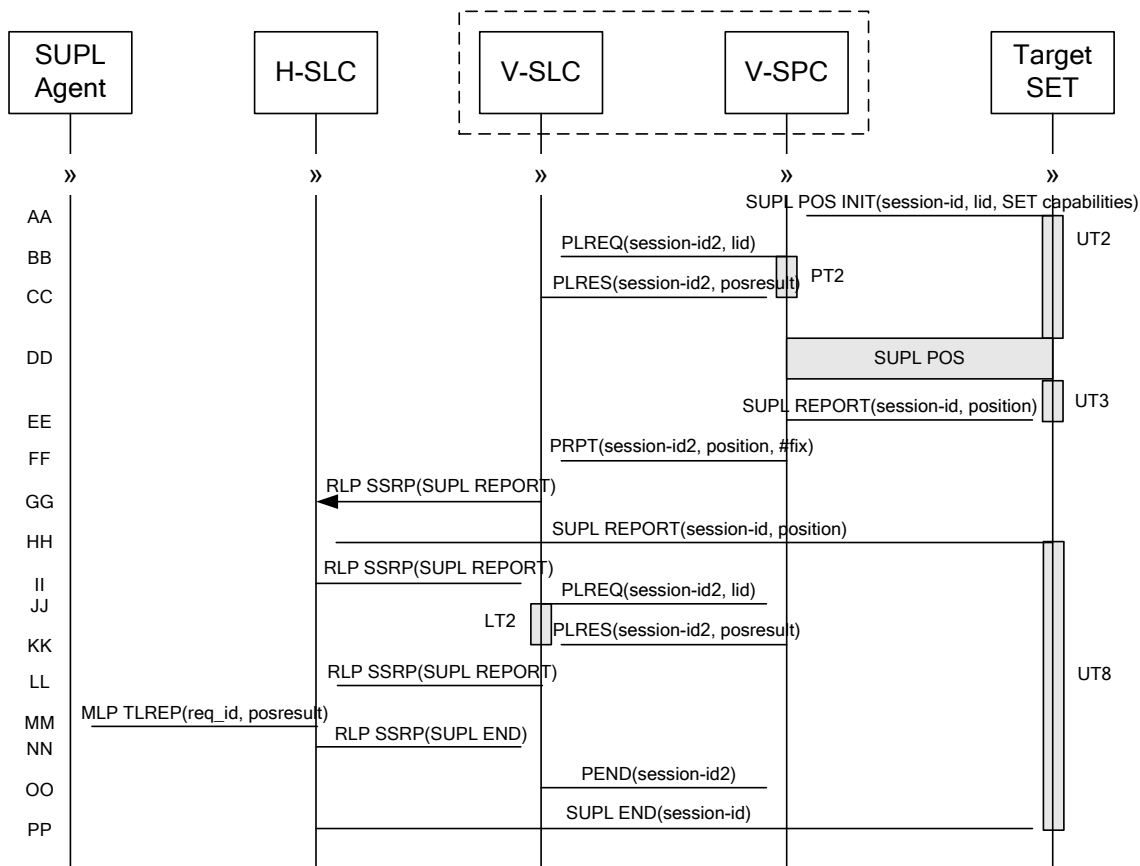 SUPL
Agent
H-SLC
V-SLC
V-SPC
Target
SET
» » » » »
AA
SUPL POS INIT(session-id, lid, SET capabilities)
UT2
BB
PLREQ(session-id2, lid)
PT2
CC
PLRES(session-id2, posresult)
DD
SUPL POS
UT3
EE
SUPL REPORT(session-id, position)
FF
PRPT(session-id2, position, #fix)
GG
RLP SSRP(SUPL REPORT)
HH
SUPL REPORT(session-id, position)
II
RLP SSRP(SUPL REPORT)
JJ
PLREQ(session-id2, lid)
LT2
KK
PLRES(session-id2, posresult)
LL
RLP SSRP(SUPL REPORT)
UT8
MM
MLP TLREP(req_id, posresult)
NN
RLP SSRP(SUPL END)
OO
PEND(session-id2)
PP
SUPL END(session-id)